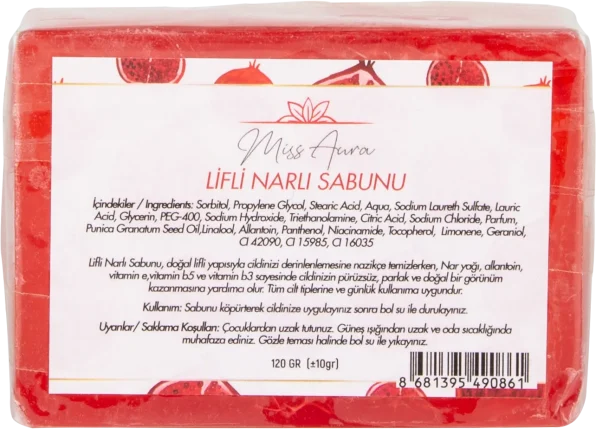 Miss Aura
LİFLİ NARLI SABUNU
İçindekiler / Ingredients: Sorbitol, Propylene Glycol, Stearic Acid, Aqua, Sodium Laureth Sulfate, Lauric
Acid, Glycerin, PEG-400, Sodium Hydroxide, Triethanolamine, Citric Acid, Sodium Chloride, Parfum,
Punica Granatum Seed Oil,Linalool, Allantoin, Panthenol, Niacinamide, Tocopherol, Limonene, Geraniol,
CI 42090, CI 15985, CI 16035
Lifli Narlı Sabunu, doğal lifli yapısıyla cildinizi derinlenlemesine nazikçe temizlerken, Nar yağı, allantoin,
vitamin e,vitamin b5 ve vitamin b3 sayesinde cildinizin pürüzsüz, parlak ve doğal bir görünüm
kazanmasına yardıma olur. Tüm cilt tiplerine ve günlük kullanıma uygundur.
Kullanım: Sabunu köpürterek cildinize uygulayınız sonra bol su ile durulayınız.
Uyarılar/ Saklama Koşulları: Çocuklardan uzak tutunuz. Güneş ışığından uzak ve oda sıcaklığında
muhafaza ediniz. Gözle teması halinde bol su ile yıkayınız.
120 GR (±10gr)
8 681395 490861